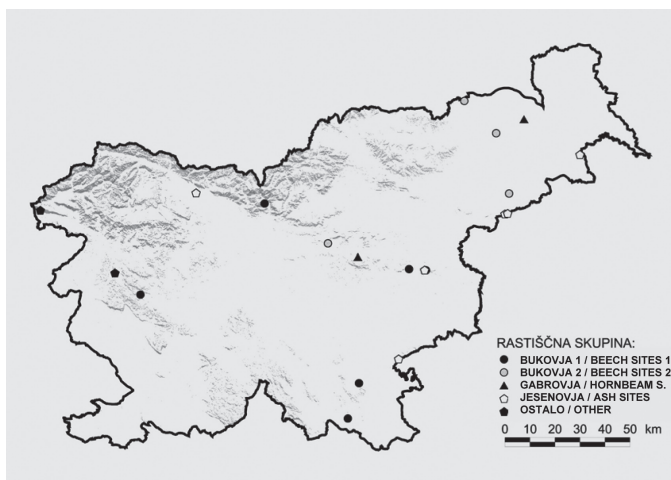 RASTIŠČNA SKUPINA:
BUKOVJA 1 / BEECH SITES 1
BUKOVJA 2 / BEECH SITES 2
GABROVJA / HORNBEAM S.
JESENOVJA / ASH SITES
OSTALO / OTHER
0 10 20 30 40 50 km